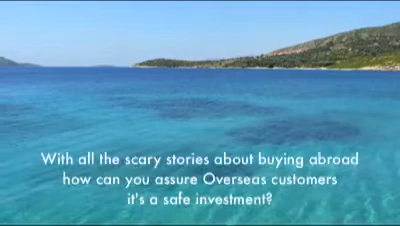 With all the scary stories about buying abroad
how can you assure Overseas customers
it's a safe investment?